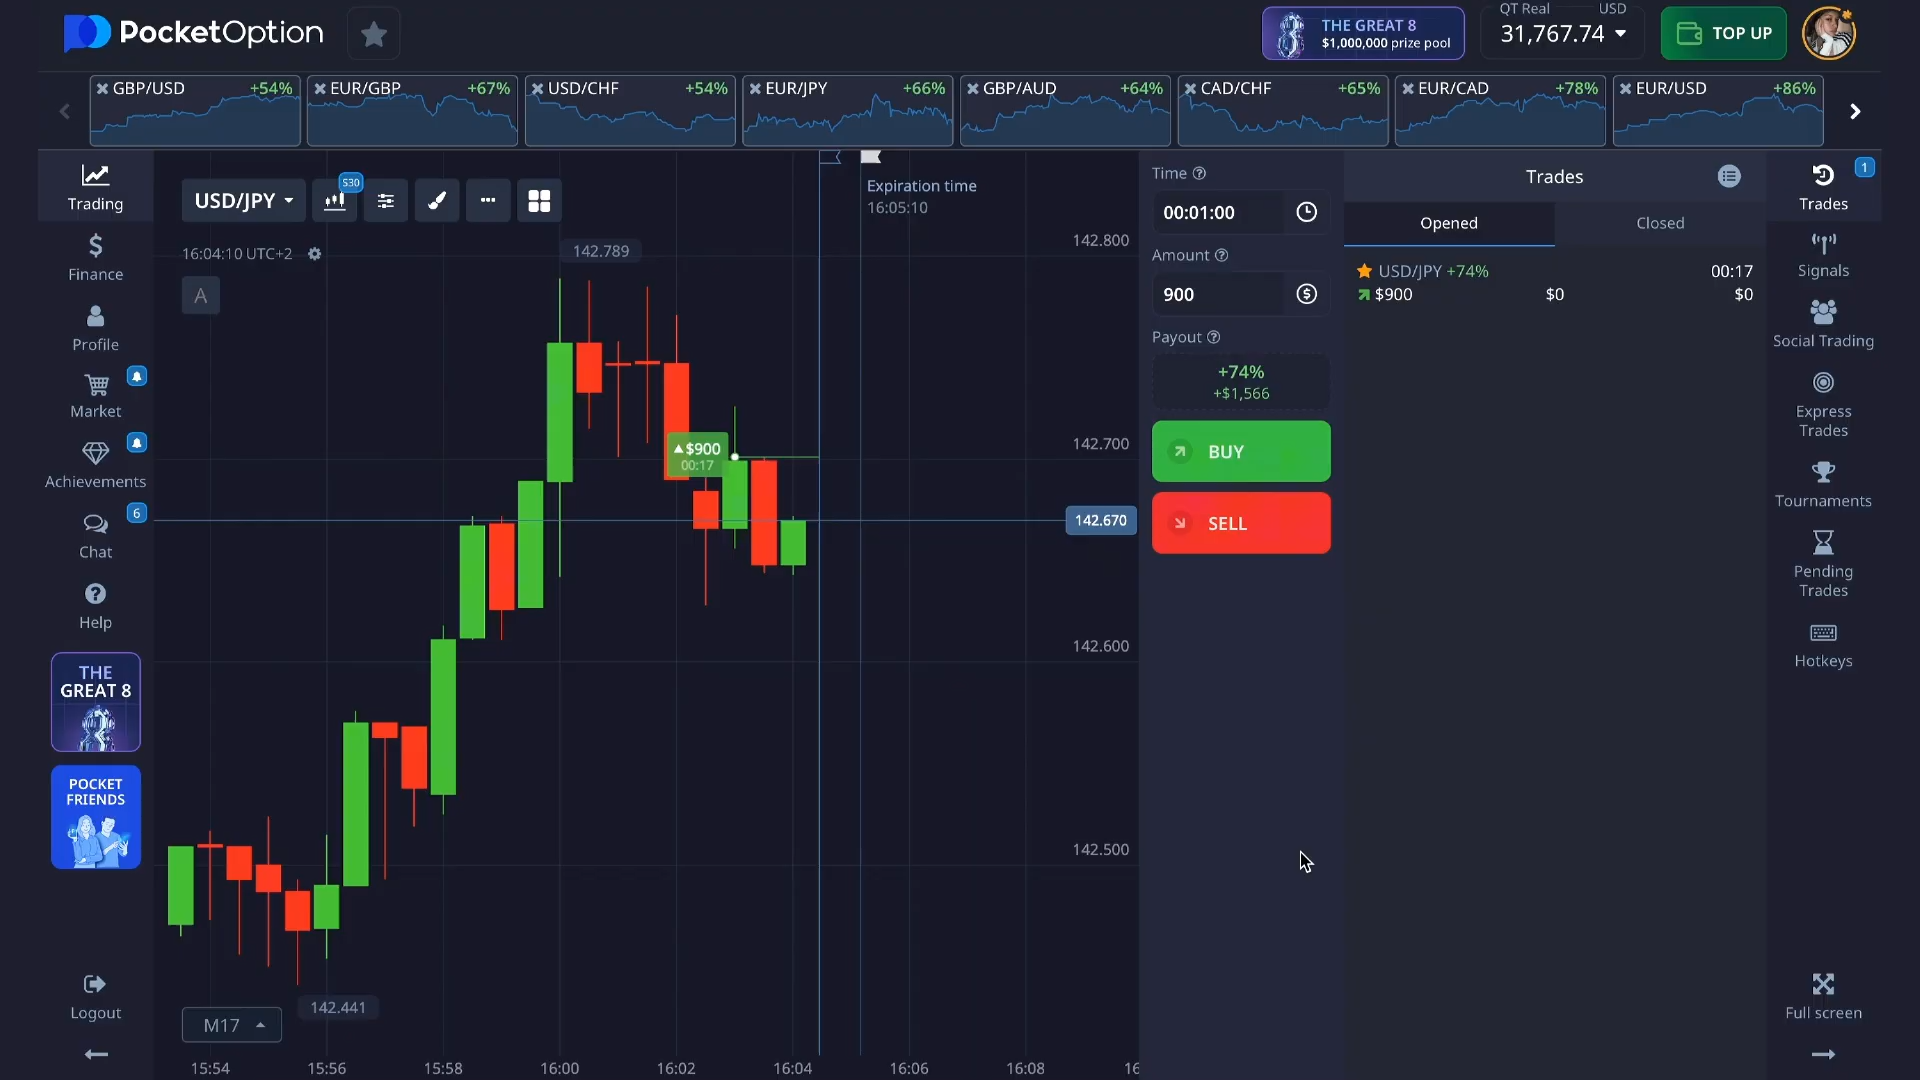 PocketOption
THE GREAT 8
$1,000,000 prize pool
QT Real USD
31,767.74
TOP UP
GBP/USD +54%
EUR/GBP +67%
USD/CHF +54%
EUR/JPY +66%
GBP/AUD +64%
CAD/CHF +65%
EUR/CAD +78%
EUR/USD +86%
Trading
Finance
Profile
Market
Achievements
6
Chat
Help
THE
GREAT 8
POCKET
FRIENDS
Logout
USD/JPY
S30
16:04:10 UTC+2
A
142.789
Expiration time
16:05:10
142.800
142.700
142.670
142.600
142.500
$900
00:17
142.441
M17
15:54
15:56
15:58
16:00
16:02
16:04
16:06
16:08
16
Time
00:01:00
Amount
900
Payout
+74%
+$1,566
BUY
SELL
Trades
Opened
Closed
USD/JPY +74% 00:17
$900 $0 $0
1
Trades
Signals
Social Trading
Express
Trades
Tournaments
Pending
Trades
Hotkeys
Full screen